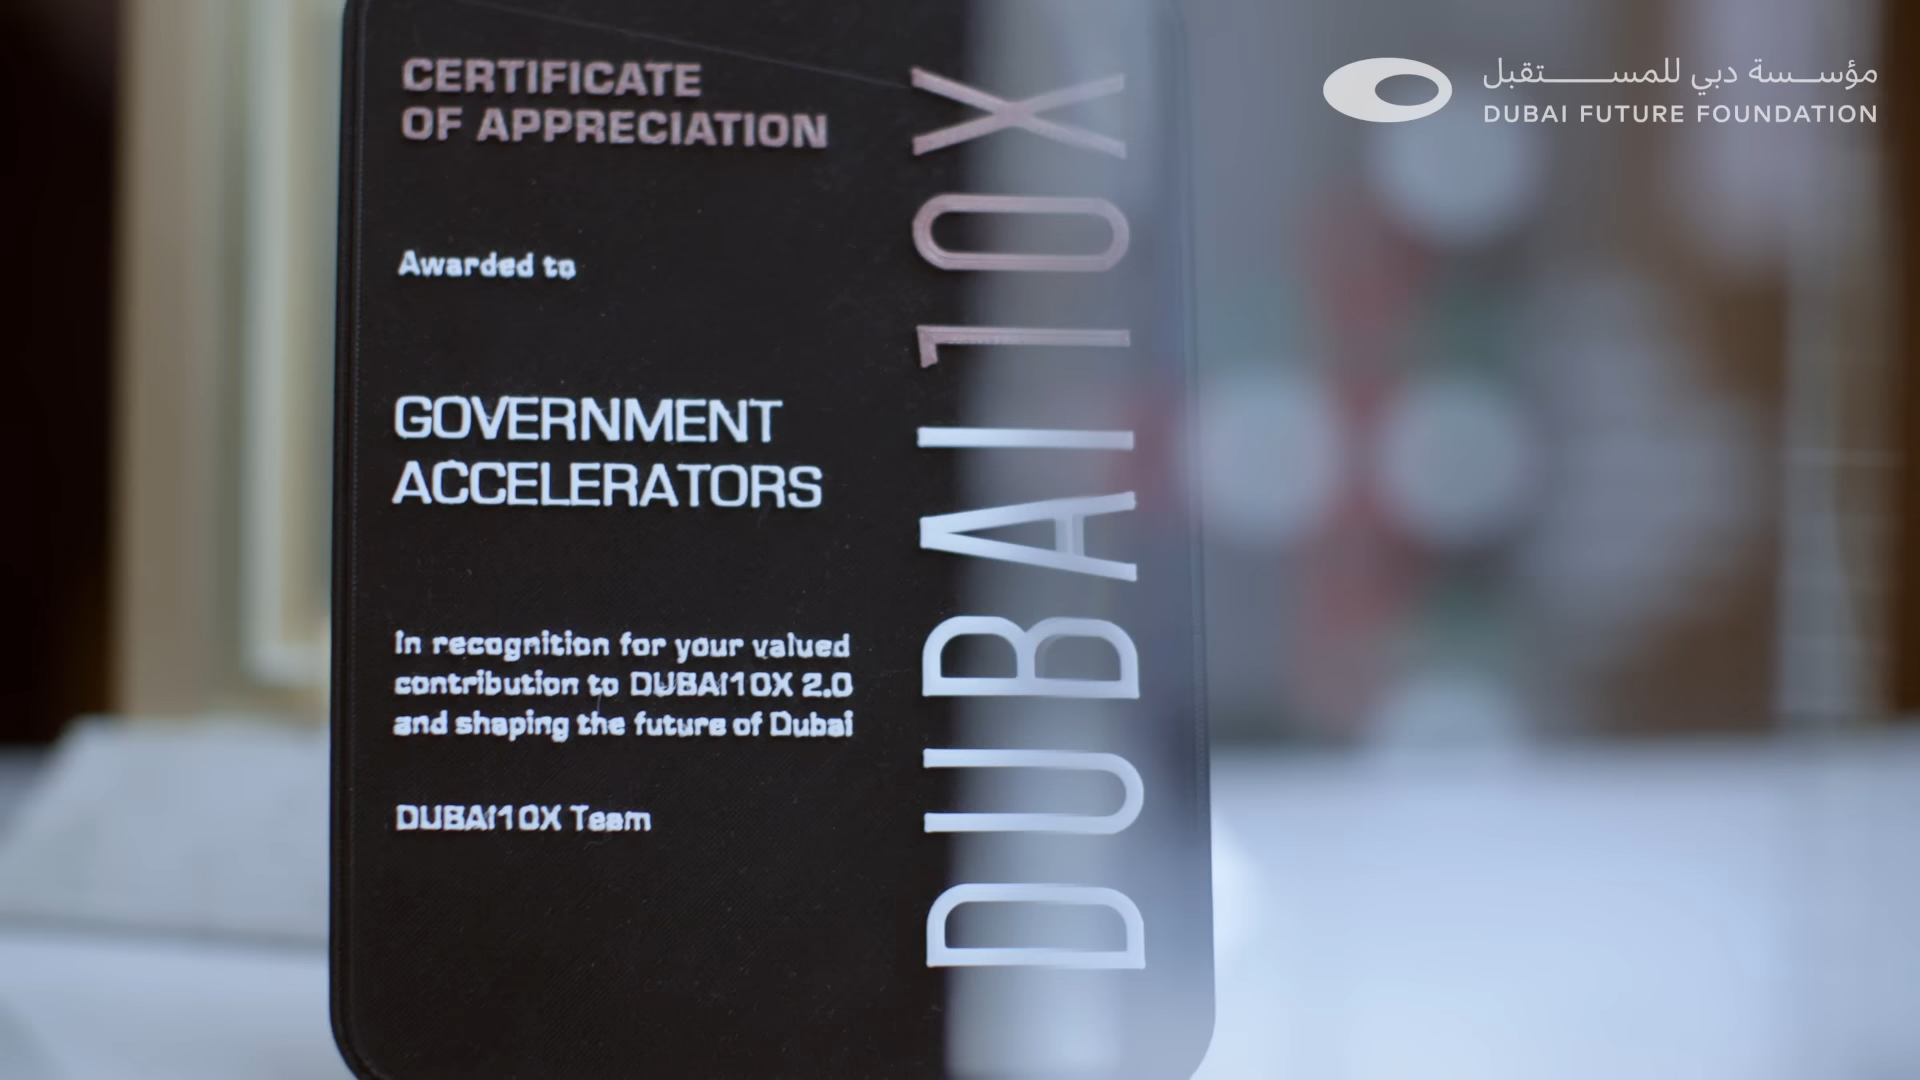 CERTIFICATE
OF APPRECIATION
Awarded to
GOVERNMENT
ACCELERATORS
In recognition for your valued
contribution to DUBAI10X 2.0
and shaping the future of Dubai
DUBAI10X Team
DUBAI10X
مؤسسة دبي للمستقبل
DUBAI FUTURE FOUNDATION